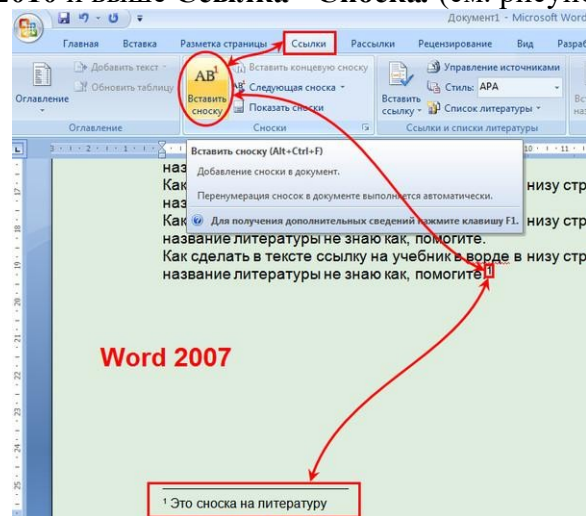 2010 и выше Ссылка - Сноска. (см. рисуно
Документ1 - Microsoft Word
Главная Вставка Разметка страницы Ссылки Рассылки Рецензирование Вид Разраб
Оглавление
Добавить текст
Обновить таблицу
Оглавление
AB¹
Вставить сноску
Вставить концевую сноску
Следующая сноска
Показать сноски
Сноски
Вставить ссылку
Управление источниками
Стиль: APA
Список литературы
Ссылки и списки литературы
Вставить сноску (Alt+Ctrl+F)
Добавление сноски в документ.
Перенумерация сносок в документе выполняется автоматически.
Для получения дополнительных сведений нажмите клавишу F1.
наз
Как низу стр
наз
Как низу стр
название литературы не знаю как, помогите.
Как сделать в тексте ссылку на учебник в ворде в низу стр
название литературы не знаю как, помогите.¹
Word 2007
¹ Это сноска на литературу